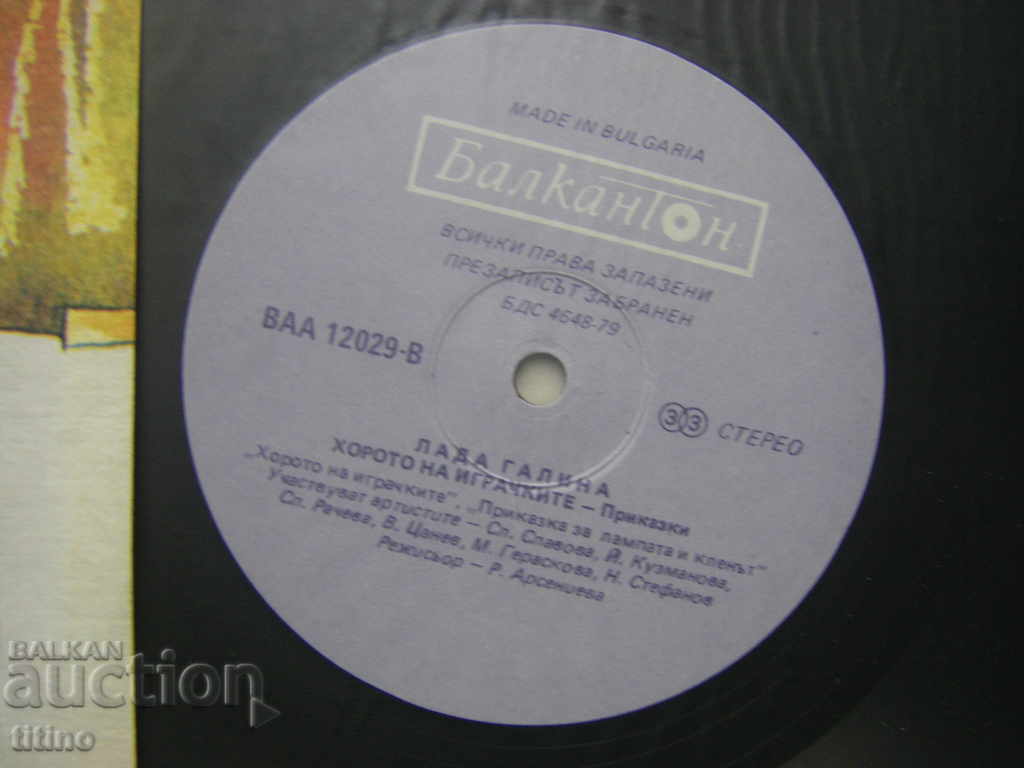 MADE IN BULGARIA
Балкантон
ВСИЧКИ ПРАВА ЗАПАЗЕНИ
ПРЕЗАПИСЪТ ЗАБРАНЕН
БДС 4648-79
ВАА 12029-В
33 СТЕРЕО
ЛАДА ГАЛИНА
ХОРОТО НА ИГРАЧКИТЕ – Приказки
„Хорото на играчките", „Приказка за лампата и кленът"
Участвуват артистите – Сл. Славова, Й. Кузманова,
Сл. Рачева, В. Цанев, М. Гераскова, Н. Стефанов
Режисьор – Р. Арсениева
BALKAN
auction
titino